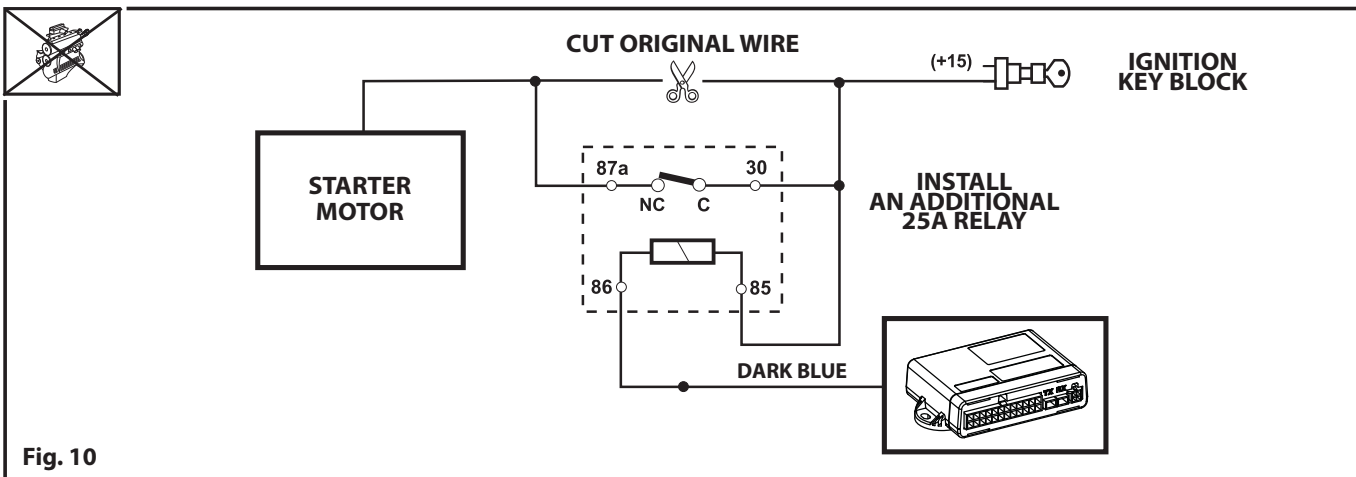 CUT ORIGINAL WIRE
(+15)
IGNITION
KEY BLOCK
STARTER
MOTOR
87a
30
NC
C
INSTALL
AN ADDITIONAL
25A RELAY
86
85
DARK BLUE
Fig. 10